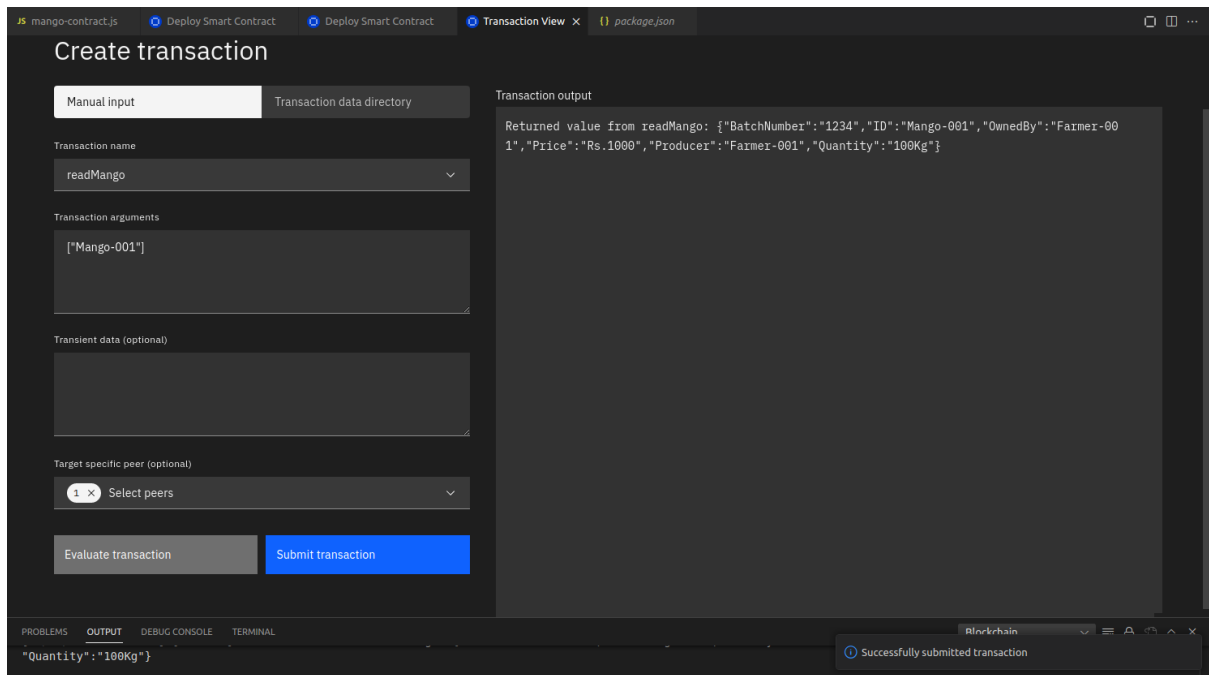 JS mango-contract.js
Deploy Smart Contract
Deploy Smart Contract
Transaction View
{} package.json
Create transaction
Manual input
Transaction data directory
Transaction name
readMango
Transaction arguments
["Mango-001"]
Transient data (optional)
Target specific peer (optional)
1 × Select peers
Evaluate transaction
Submit transaction
Transaction output
Returned value from readMango: {"BatchNumber":"1234","ID":"Mango-001","OwnedBy":"Farmer-00
1","Price":"Rs.1000","Producer":"Farmer-001","Quantity":"100Kg"}
PROBLEMS
OUTPUT
DEBUG CONSOLE
TERMINAL
Blockchain
"Quantity":"100Kg"}
Successfully submitted transaction